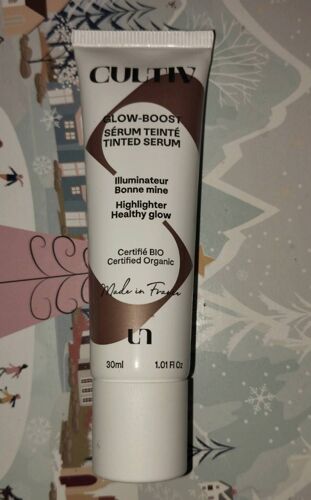 CULTIV
GLOW-BOOST
SÉRUM TEINTÉ
TINTED SERUM
Illuminateur
Bonne mine
Highlighter
Healthy glow
Certifié BIO
Certified Organic
Made in France
30ml 1.01 Fl Oz